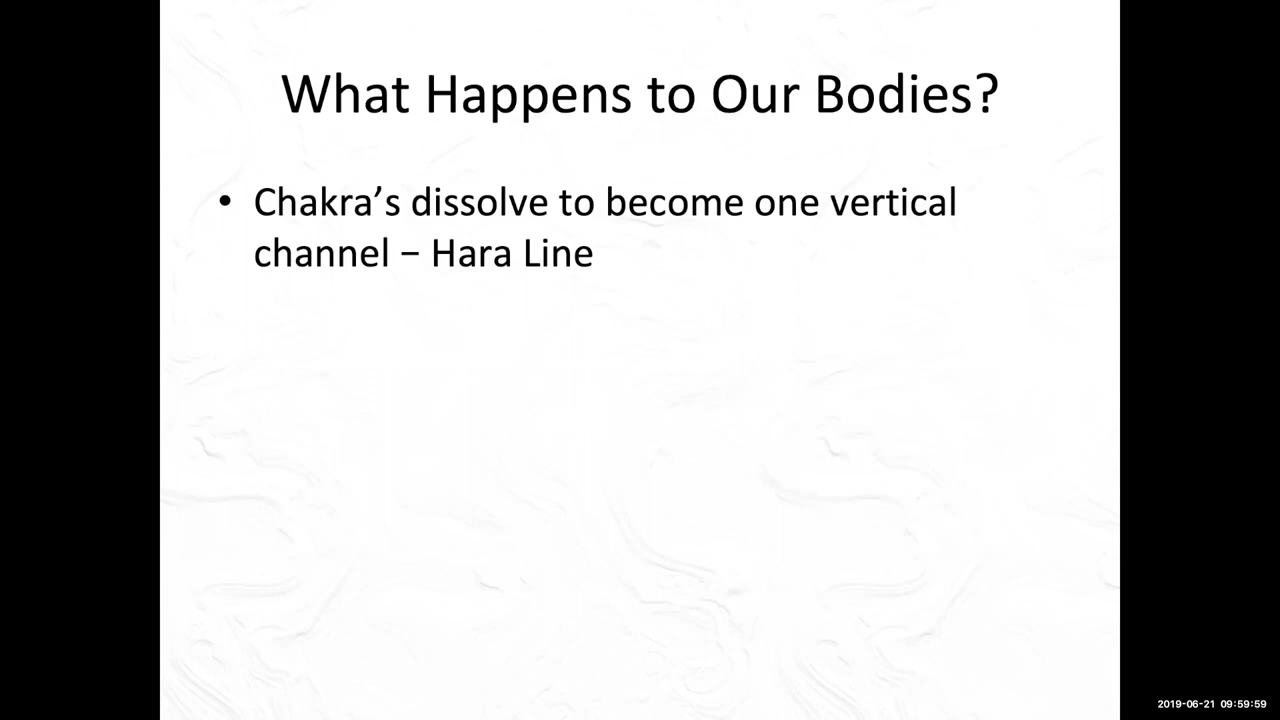 What Happens to Our Bodies?
• Chakra’s dissolve to become one vertical
channel – Hara Line
2019-06-21 09:59:59